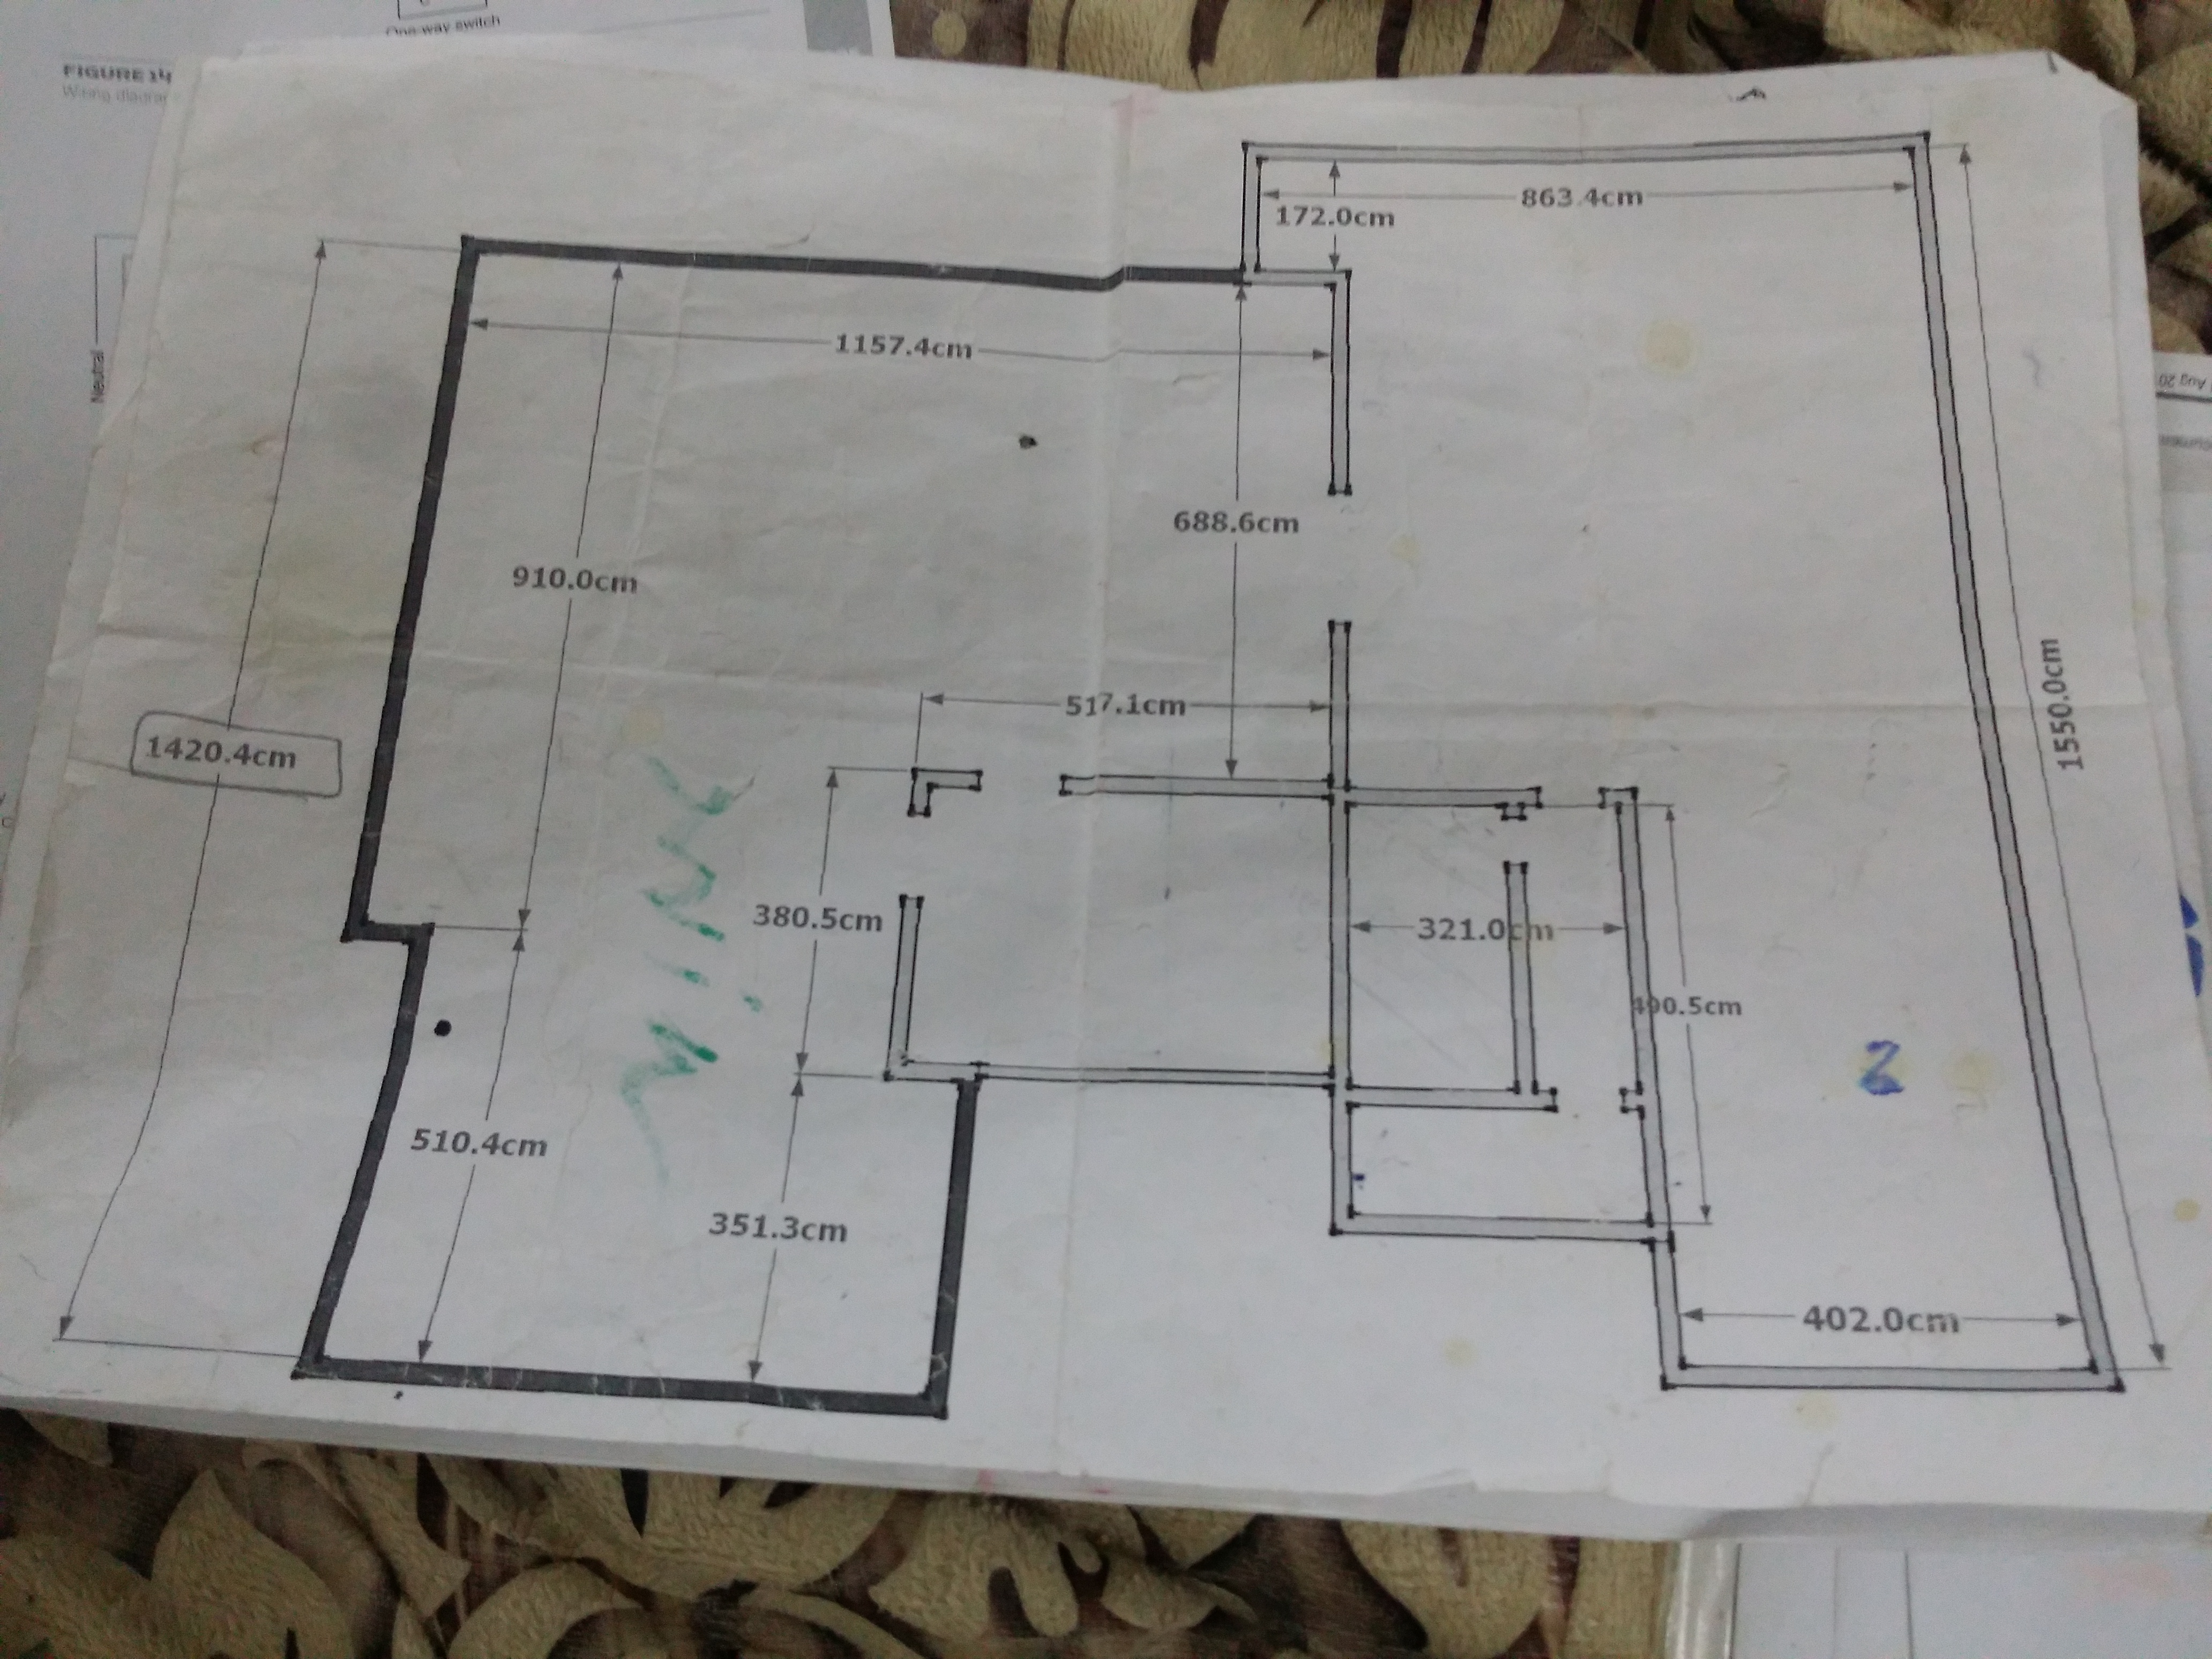 One-way switch
FIGURE 14
Wiring diagram
Neutral
863.4cm
172.0cm
1157.4cm
688.6cm
910.0cm
1550.0cm
517.1cm
1420.4cm
380.5cm
321.0cm
490.5cm
2
510.4cm
351.3cm
402.0cm
Aug 20